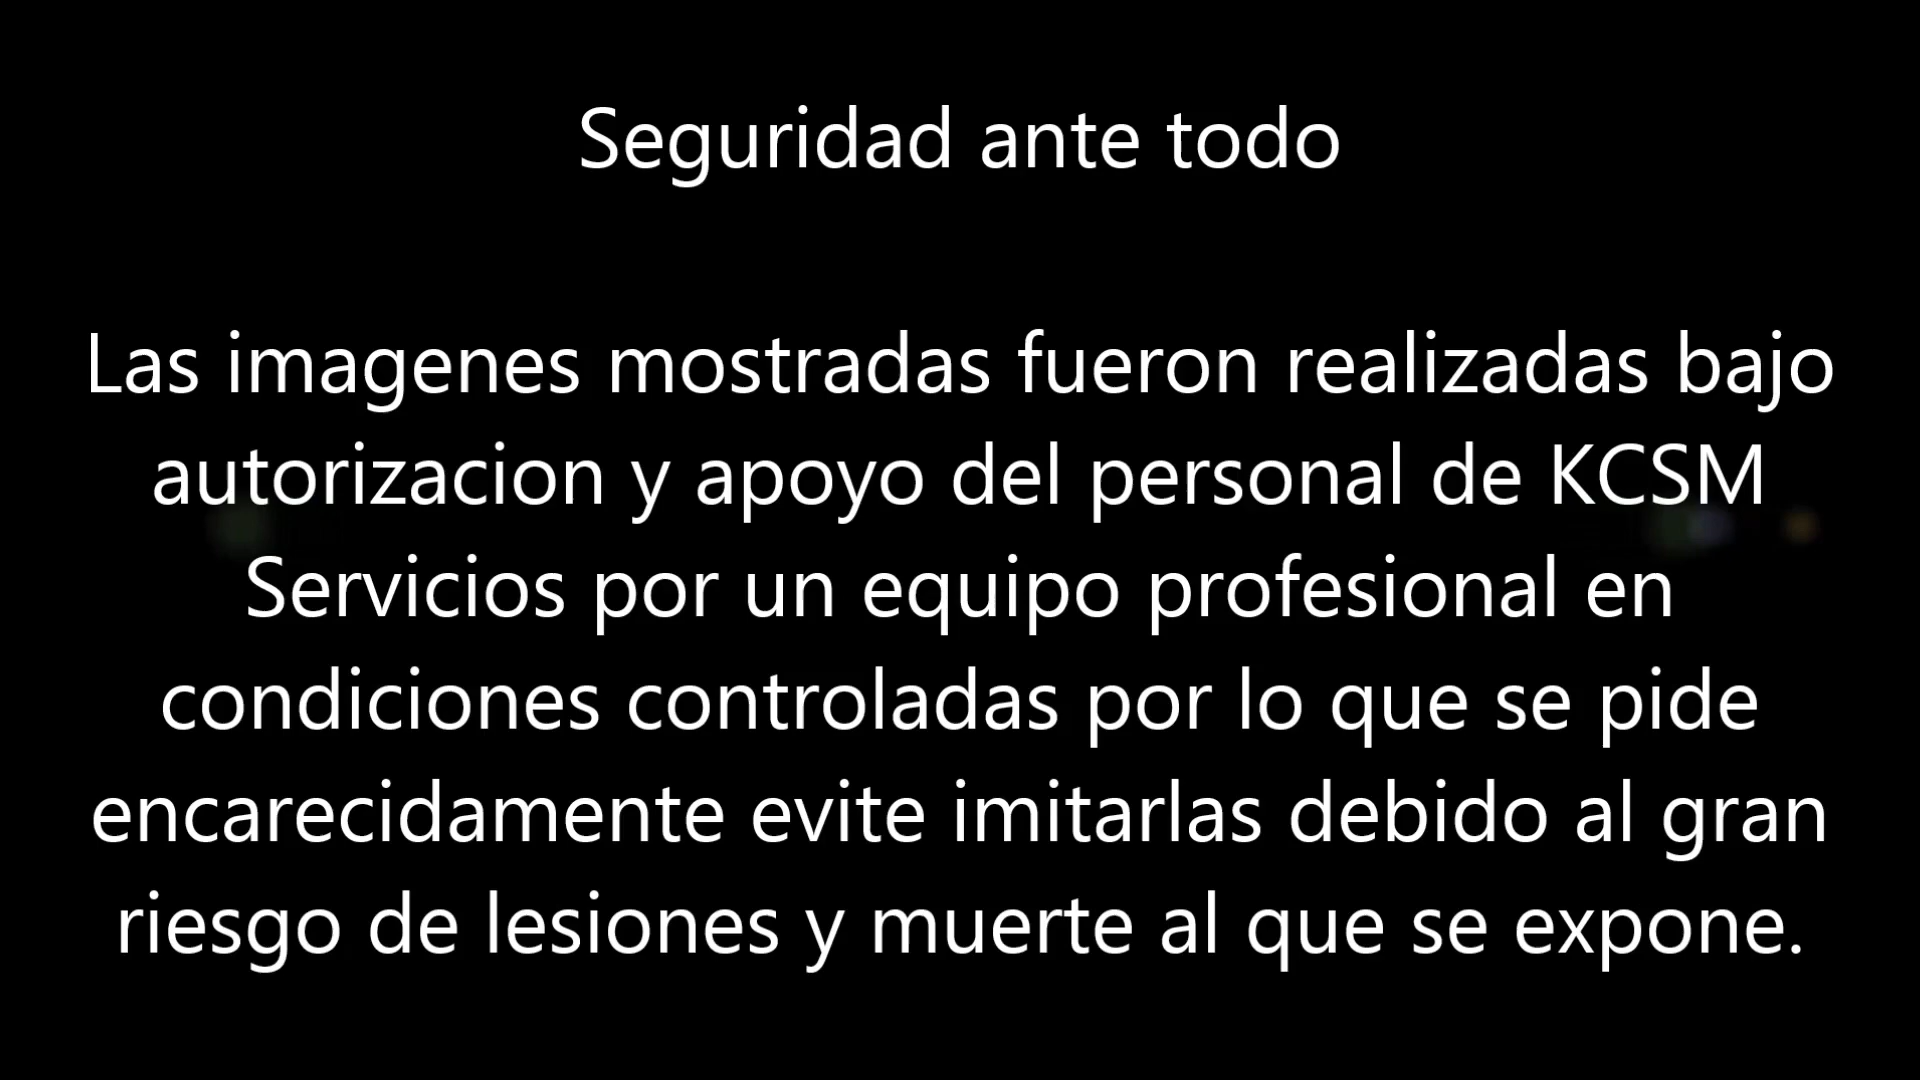 Seguridad ante todo
Las imagenes mostradas fueron realizadas bajo
autorizacion y apoyo del personal de KCSM
Servicios por un equipo profesional en
condiciones controladas por lo que se pide
encarecidamente evite imitarlas debido al gran
riesgo de lesiones y muerte al que se expone.